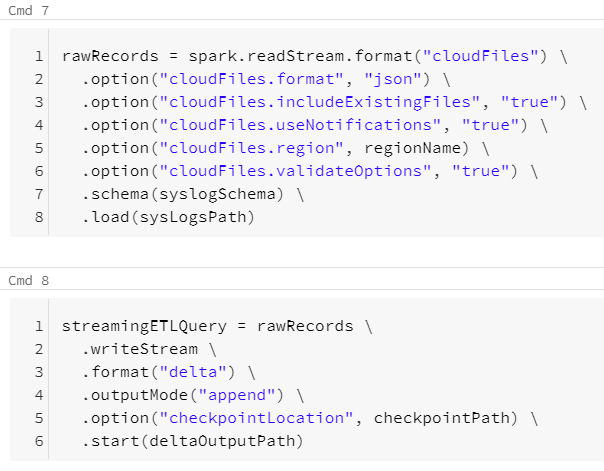 Cmd 7
1 rawRecords = spark.readStream.format("cloudFiles") \
2   .option("cloudFiles.format", "json") \
3   .option("cloudFiles.includeExistingFiles", "true") \
4   .option("cloudFiles.useNotifications", "true") \
5   .option("cloudFiles.region", regionName) \
6   .option("cloudFiles.validateOptions", "true") \
7   .schema(syslogSchema) \
8   .load(sysLogsPath)
Cmd 8
1 streamingETLQuery = rawRecords \
2   .writeStream \
3   .format("delta") \
4   .outputMode("append") \
5   .option("checkpointLocation", checkpointPath) \
6   .start(deltaOutputPath)